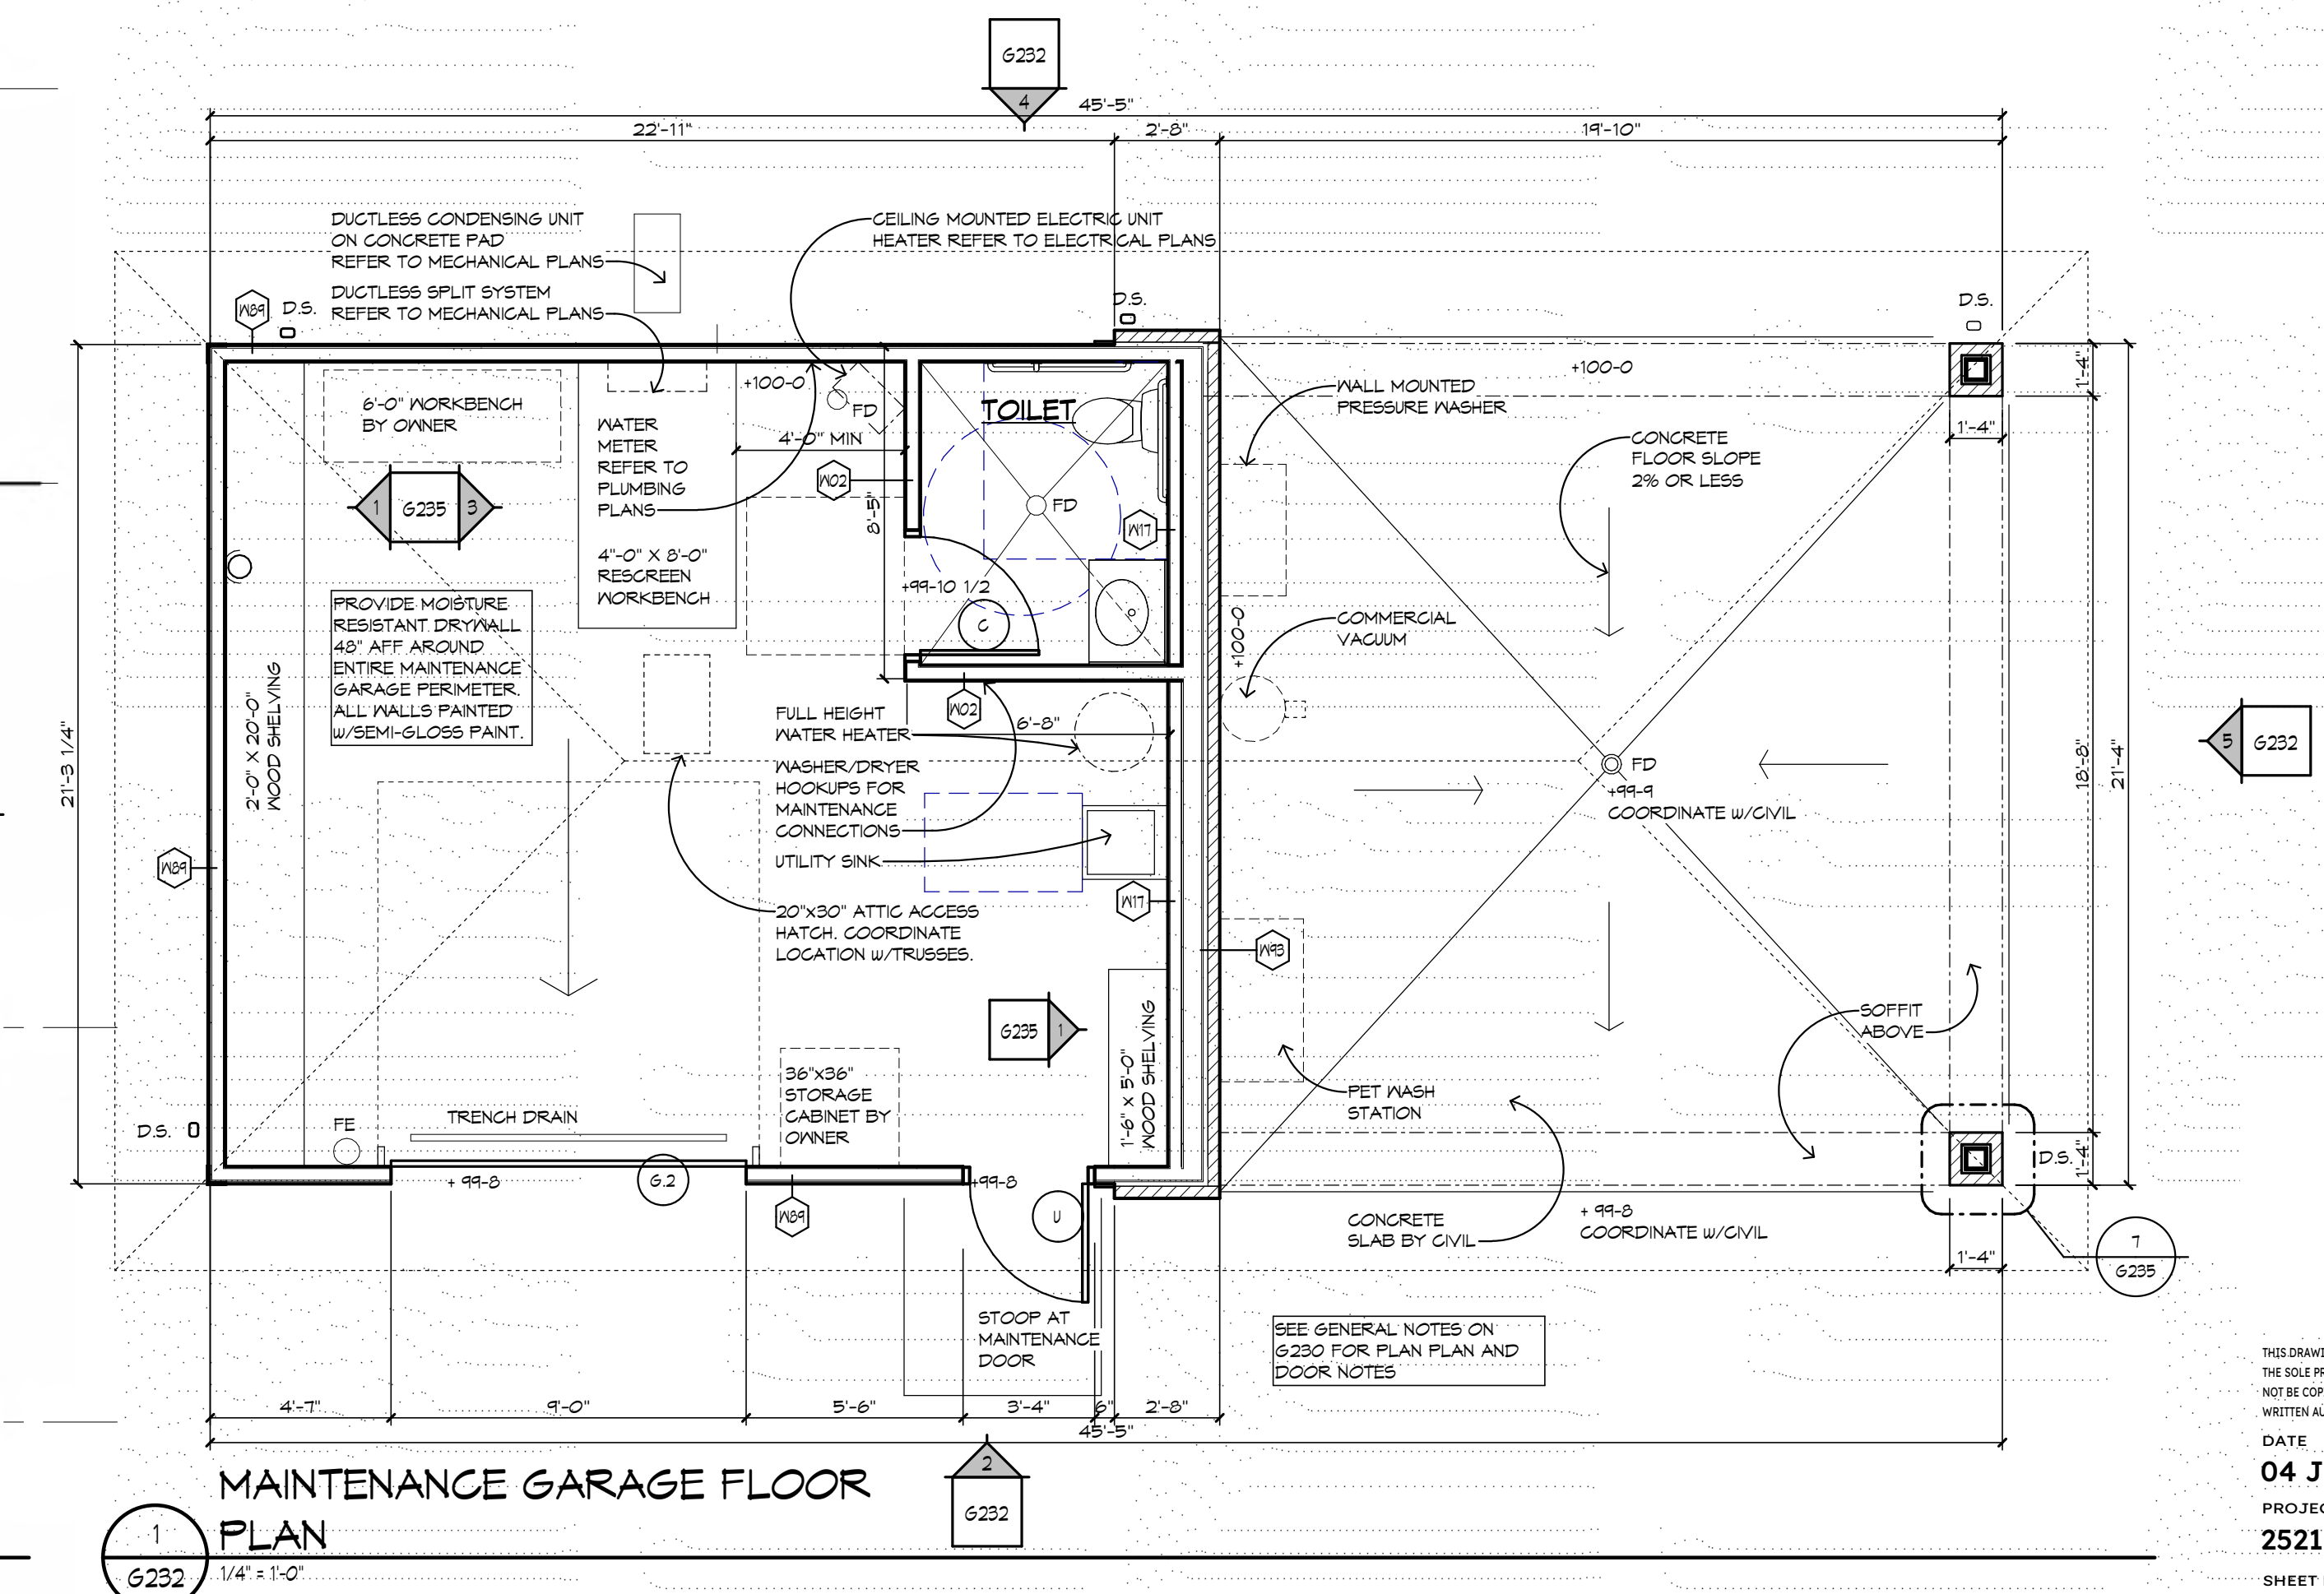 G232
4
45'-5"
22'-11"
2'-8"
19'-10"
DUCTLESS CONDENSING UNIT
ON CONCRETE PAD
REFER TO MECHANICAL PLANS
DUCTLESS SPLIT SYSTEM
REFER TO MECHANICAL PLANS
CEILING MOUNTED ELECTRIC UNIT
HEATER REFER TO ELECTRICAL PLANS
W89
D.S.
D.S.
D.S.
6'-0" WORKBENCH
BY OWNER
+100-0
FD
4'-0" MIN
TOILET
WALL MOUNTED
PRESSURE WASHER
+100-0
1'-4"
1'-4"
WATER
METER
REFER TO
PLUMBING
PLANS
W02
8'-5"
FD
W17
CONCRETE
FLOOR SLOPE
2% OR LESS
1
G235
3
4"-0" X 8'-0"
RESCREEN
WORKBENCH
+99-10 1/2
C
PROVIDE MOISTURE
RESISTANT DRYWALL
48" AFF AROUND
ENTIRE MAINTENANCE
GARAGE PERIMETER.
ALL WALLS PAINTED
W/SEMI-GLOSS PAINT.
2'-0" X 20'-0"
WOOD SHELVING
21'-3 1/4"
+100-0
COMMERCIAL
VACUUM
FULL HEIGHT
WATER HEATER
W02
6'-8"
WASHER/DRYER
HOOKUPS FOR
MAINTENANCE
CONNECTIONS
UTILITY SINK
FD
+99-9
COORDINATE W/CIVIL
18'-8"
21'-4"
5
G232
W89
20"x30" ATTIC ACCESS
HATCH. COORDINATE
LOCATION W/TRUSSES.
W17
W93
G235
1
1'-6" x 5'-0"
WOOD SHELVING
SOFFIT
ABOVE
36"x36"
STORAGE
CABINET BY
OWNER
PET WASH
STATION
D.S.
FE
TRENCH DRAIN
D.S.
1'-4"
+ 99-8
G.2
+99-8
W89
U
CONCRETE
SLAB BY CIVIL
+ 99-8
COORDINATE W/CIVIL
1'-4"
7
G235
STOOP AT
MAINTENANCE
DOOR
SEE GENERAL NOTES ON
G230 FOR PLAN PLAN AND
DOOR NOTES
4'-7"
9'-0"
5'-6"
3'-4"
6"
2'-8"
45'-5"
2
G232
MAINTENANCE GARAGE FLOOR
PLAN
1
G232
1/4" = 1'-0"
THIS DRAWI
THE SOLE PR
NOT BE COP
WRITTEN AU
DATE
04 J
PROJEC
2521
SHEET